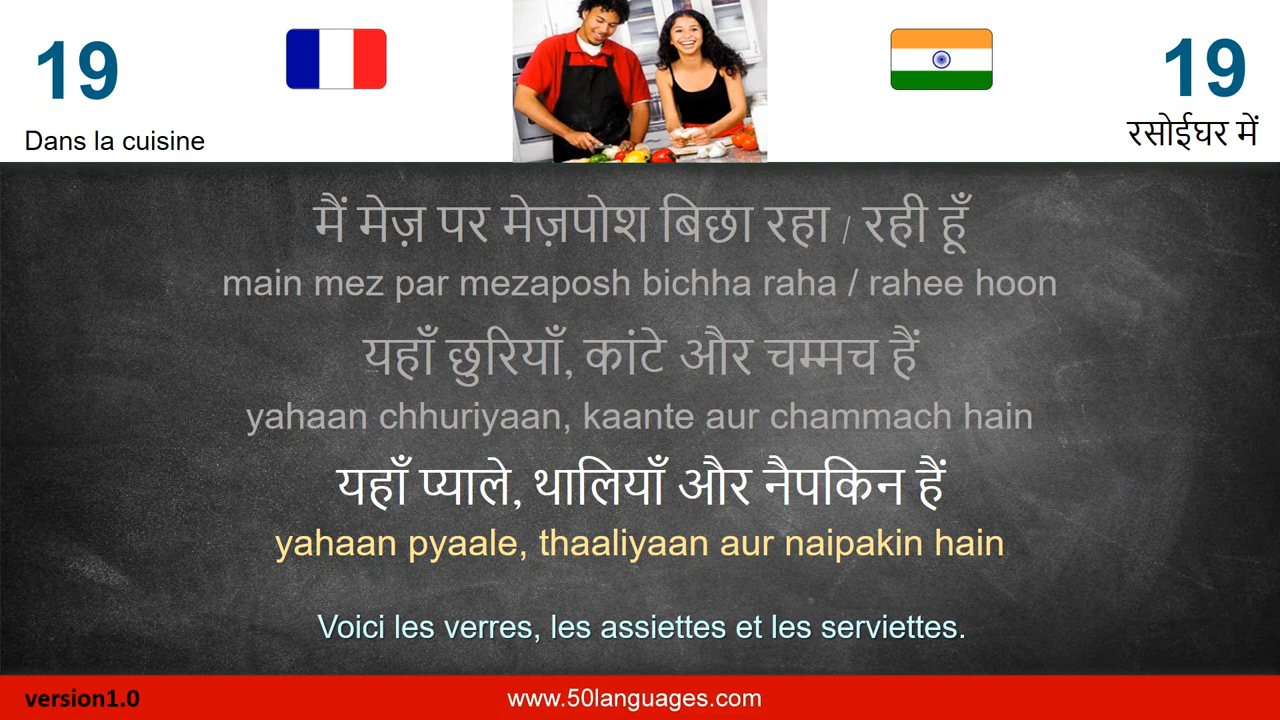 19
19
Dans la cuisine
रसोईघर में
मैं मेज़ पर मेज़पोश बिछा रहा / रही हूँ
main mez par mezaposh bichha raha / rahee hoon
यहाँ छुरियाँ, कांटे और चम्मच हैं
yahaan chhuriyaan, kaante aur chammach hain
यहाँ प्याले, थालियाँ और नैपकिन हैं
yahaan pyaale, thaaliyaan aur naipakin hain
Voici les verres, les assiettes et les serviettes.
version1.0
www.50languages.com